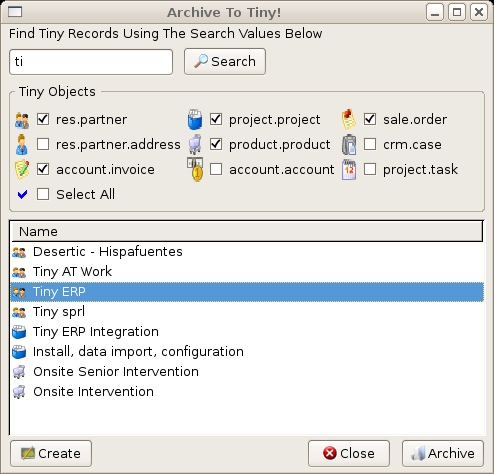 Archive To Tiny!
Find Tiny Records Using The Search Values Below
ti Search
Tiny Objects
res.partner project.project sale.order
res.partner.address product.product crm.case
account.invoice account.account project.task
Select All
Name
Desertic - Hispafuentes
Tiny AT Work
Tiny ERP
Tiny sprl
Tiny ERP Integration
Install, data import, configuration
Onsite Senior Intervention
Onsite Intervention
Create Close Archive